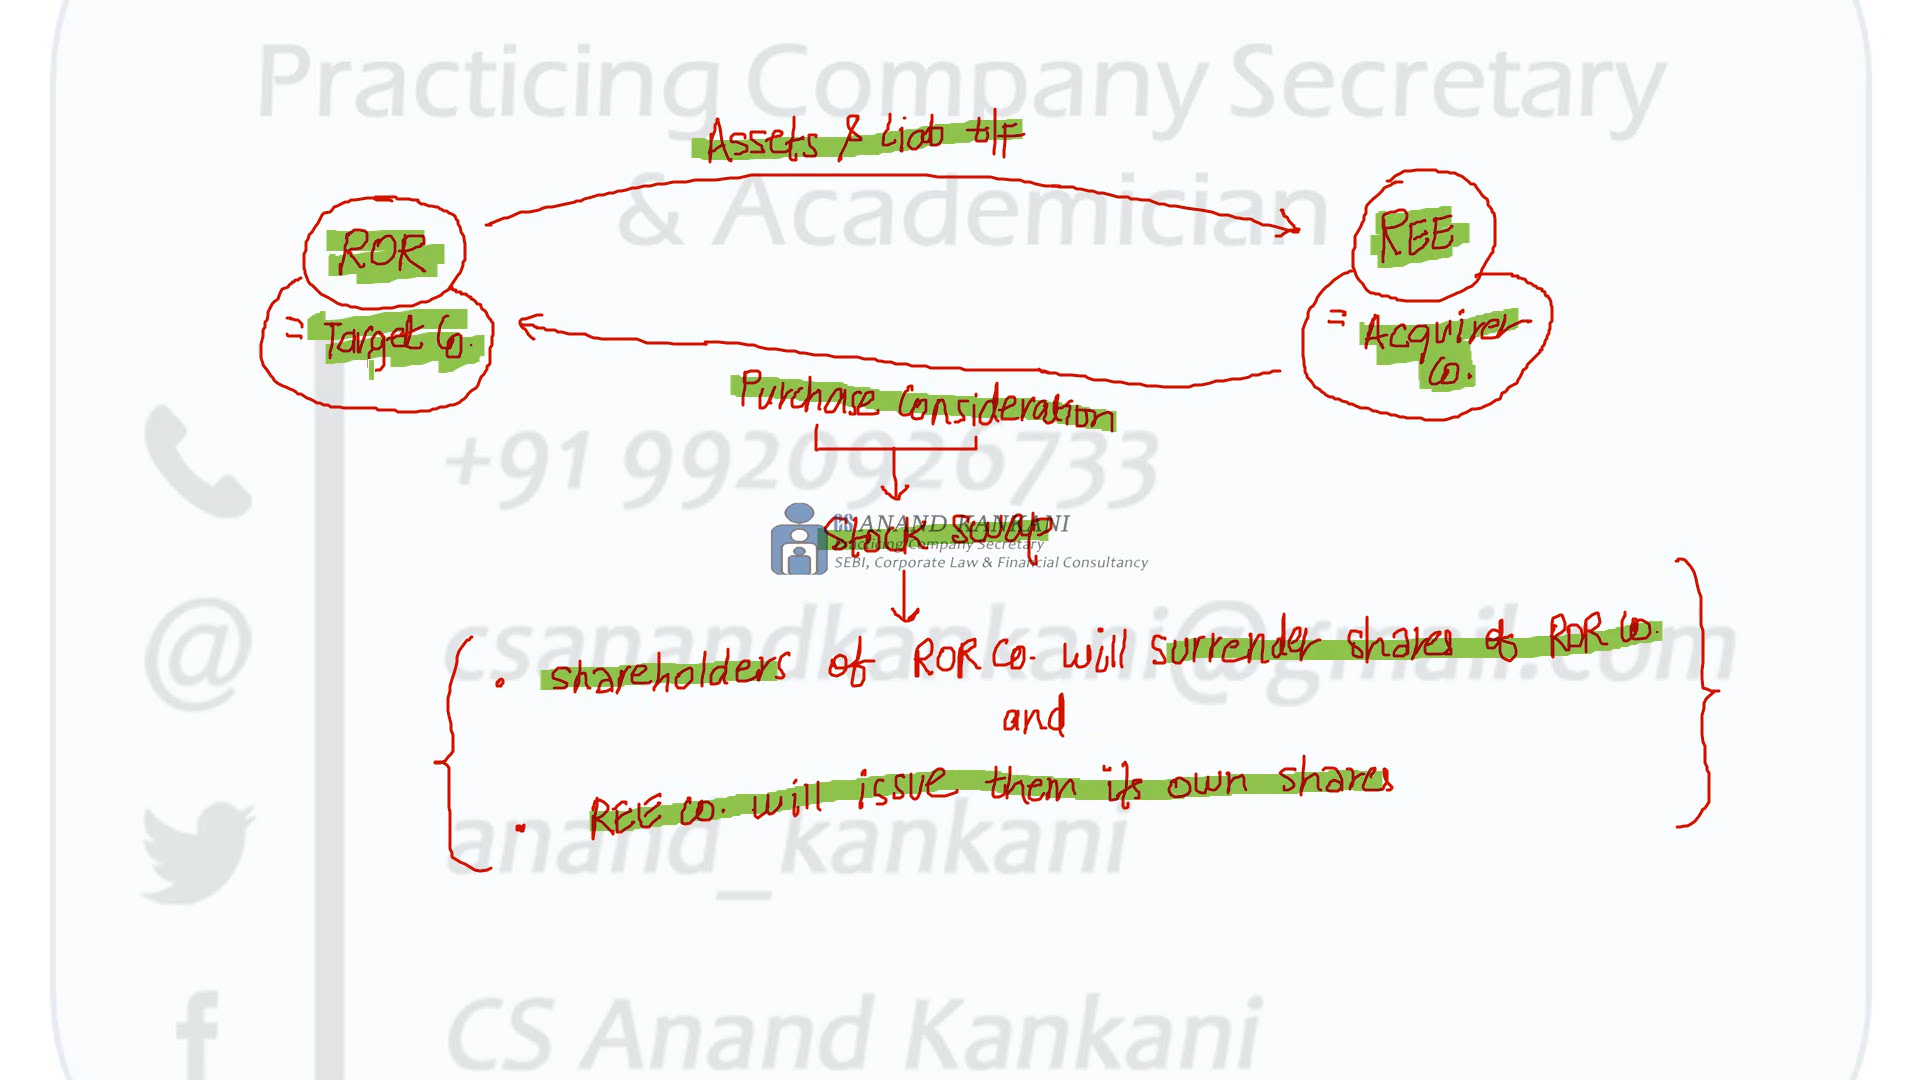 Practicing Company Secretary
Assets & Liab t/f
& Academician
ROR
REE
= Target Co.
= Acquirer Co.
Purchase Consideration
+91 9920926733
CS ANAND KANKANI
Stock Swap
Practicing Company Secretary
SEBI, Corporate Law & Financial Consultancy
csanandkankani@gmail.com
. shareholders of ROR Co. will surrender shares of ROR Co.
and
. REE Co. will issue them its own shares
anand_kankani
CS Anand Kankani